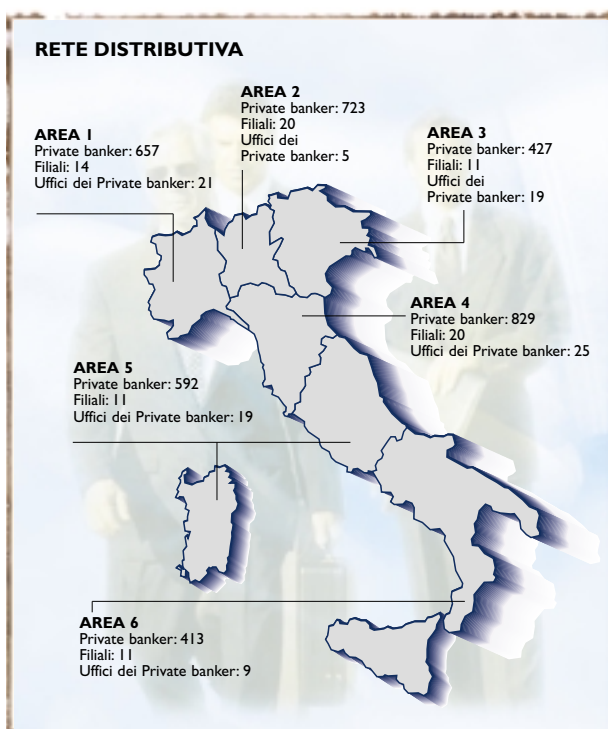 RETE DISTRIBUTIVA
AREA 1
Private banker: 657
Filiali: 14
Uffici dei Private banker: 21
AREA 2
Private banker: 723
Filiali: 20
Uffici dei
Private banker: 5
AREA 3
Private banker: 427
Filiali: 11
Uffici dei
Private banker: 19
AREA 4
Private banker: 829
Filiali: 20
Uffici dei Private banker: 25
AREA 5
Private banker: 592
Filiali: 11
Uffici dei Private banker: 19
AREA 6
Private banker: 413
Filiali: 11
Uffici dei Private banker: 9